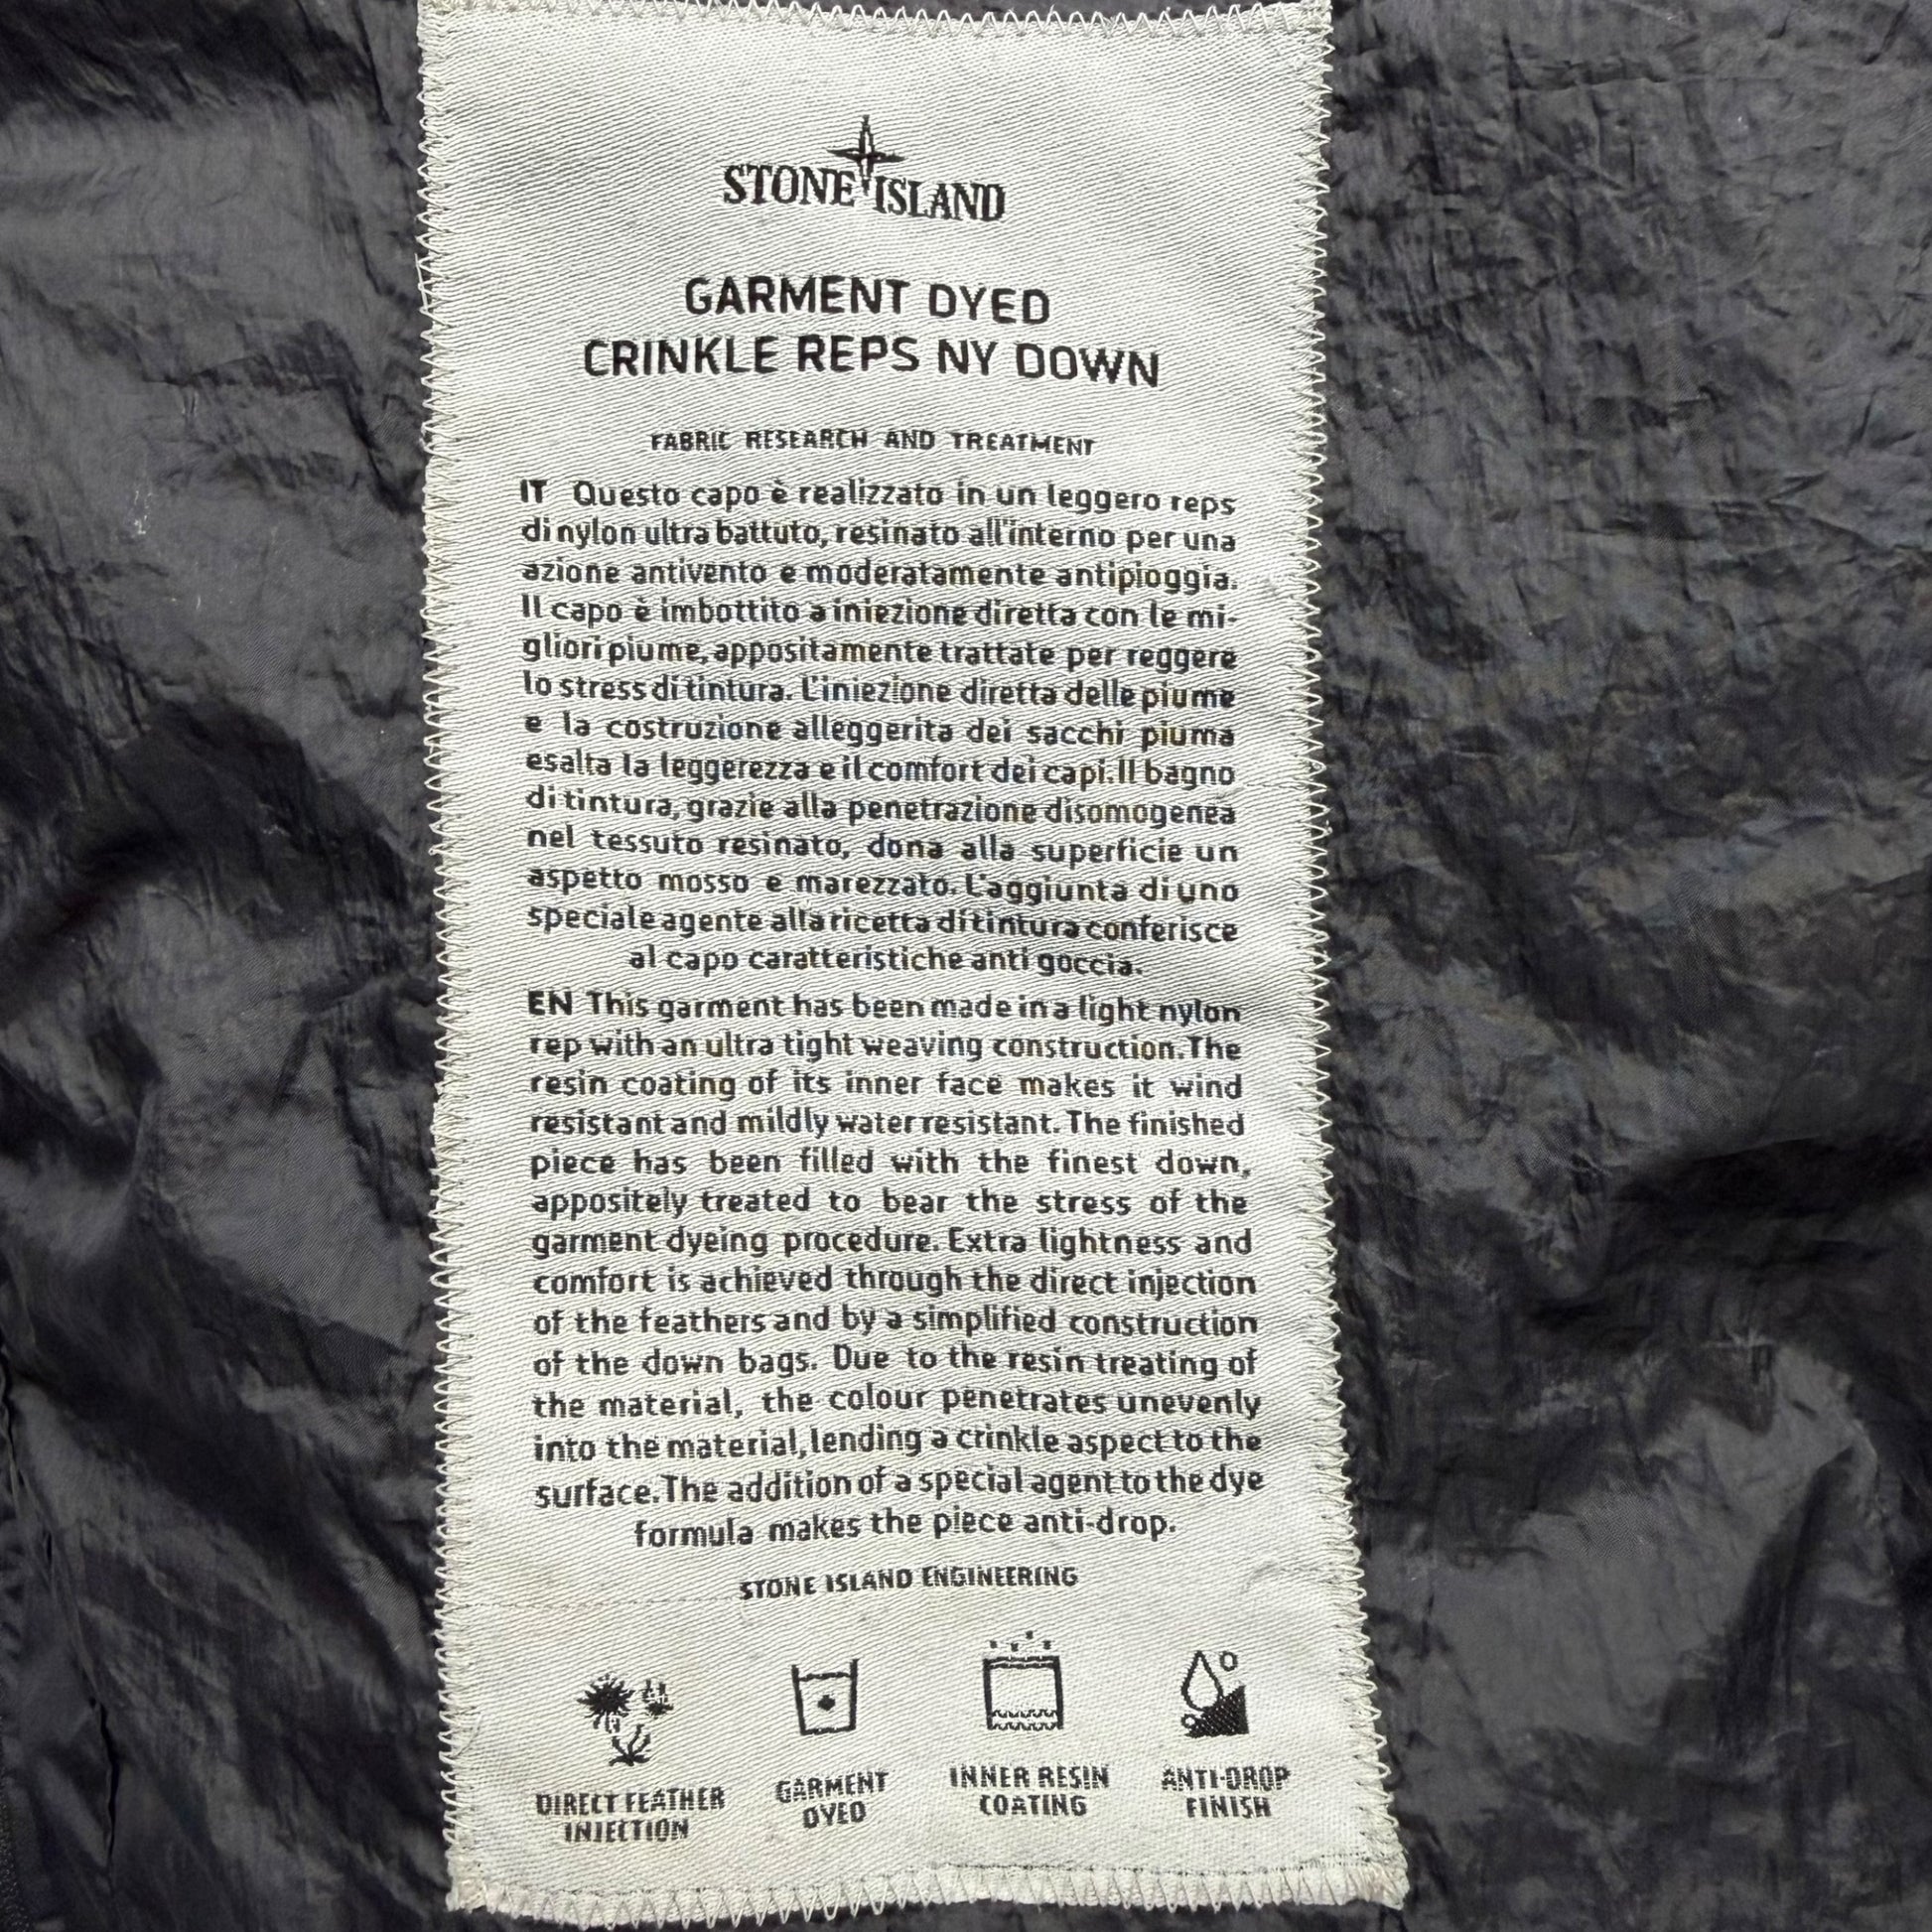 STONE ISLAND
GARMENT DYED
CRINKLE REPS NY DOWN
FABRIC RESEARCH AND TREATMENT
IT Questo capo è realizzato in un leggero reps
di nylon ultra battuto, resinato all'interno per una
azione antivento e moderatamente antipioggia.
Il capo è imbottito a iniezione diretta con le mi-
gliori piume, appositamente trattate per reggere
lo stress di tintura. L'iniezione diretta delle piume
e la costruzione alleggerita dei sacchi piuma
esalta la leggerezza e il comfort dei capi. Il bagno
di tintura, grazie alla penetrazione disomogenea
nel tessuto resinato, dona alla superficie un
aspetto mosso e marezzato. L'aggiunta di uno
speciale agente alla ricetta di tintura conferisce
al capo caratteristiche anti goccia.
EN This garment has been made in a light nylon
rep with an ultra tight weaving construction. The
resin coating of its inner face makes it wind
resistant and mildly water resistant. The finished
piece has been filled with the finest down,
appositely treated to bear the stress of the
garment dyeing procedure. Extra lightness and
comfort is achieved through the direct injection
of the feathers and by a simplified construction
of the down bags. Due to the resin treating of
the material, the colour penetrates unevenly
into the material, lending a crinkle aspect to the
surface. The addition of a special agent to the dye
formula makes the piece anti-drop.
STONE ISLAND ENGINEERING
DIRECT FEATHER
INJECTION
GARMENT
DYED
INNER RESIN
COATING
ANTI-DROP
FINISH